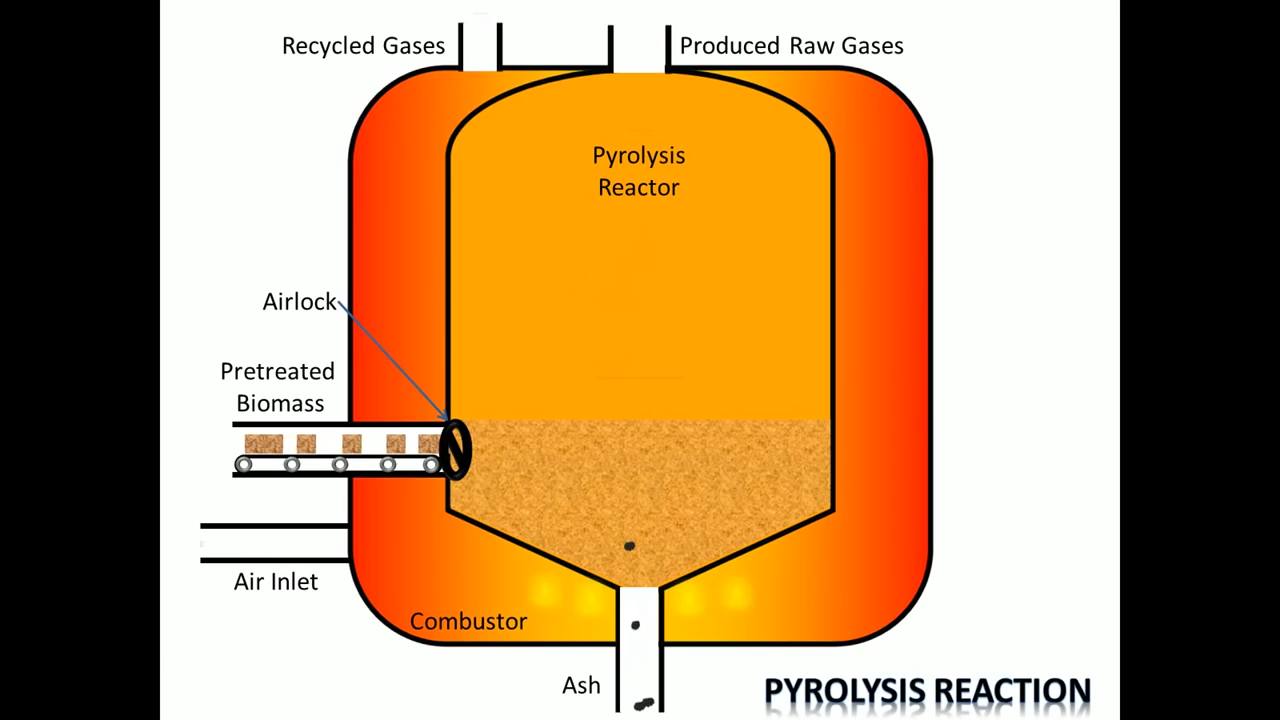 Recycled Gases
Produced Raw Gases
Pyrolysis
Reactor
Airlock
Pretreated
Biomass
Air Inlet
Combustor
Ash
PYROLYSIS REACTION